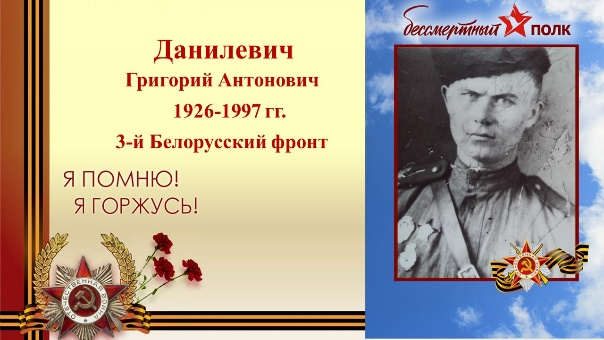 Данилевич
Григорий Антонович
1926-1997 гг.
3-й Белорусский фронт
Я ПОМНЮ!
Я ГОРЖУСЬ!
бессмертный ПОЛК